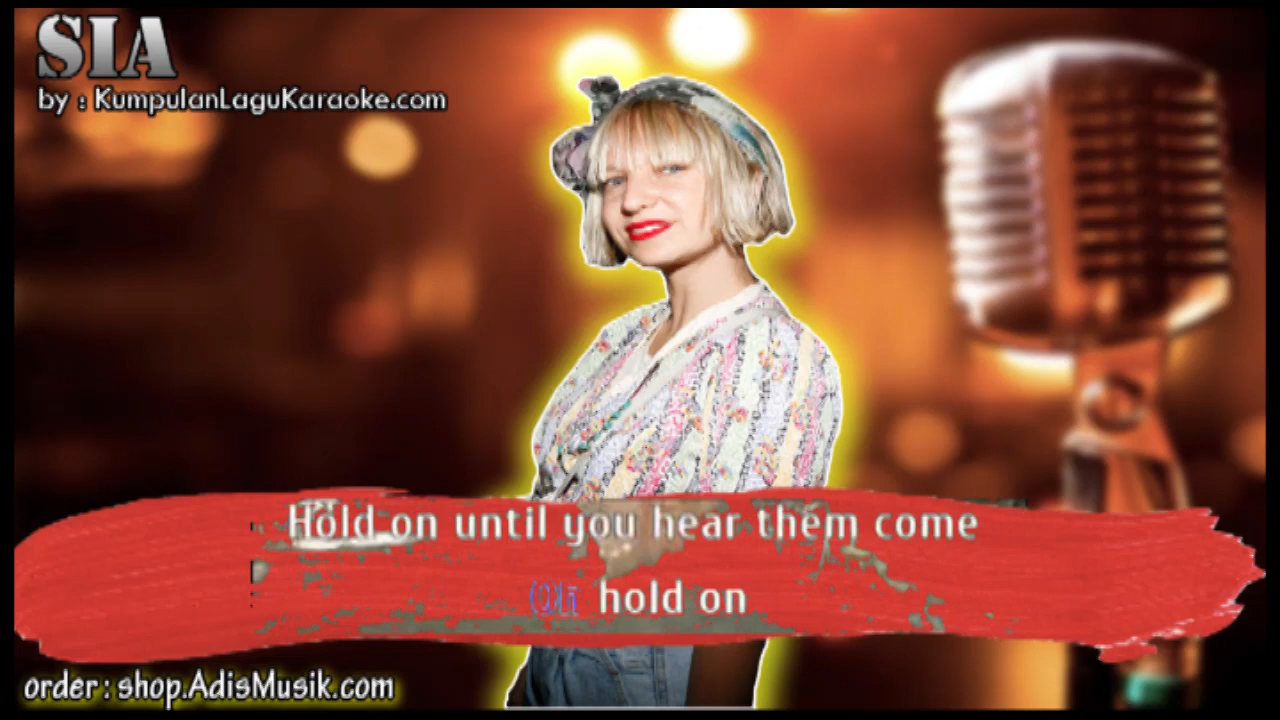 SIA
by : KumpulanLaguKaraoke.com
Hold on until you hear them come
hold on
order : shop.AdisMusik.com